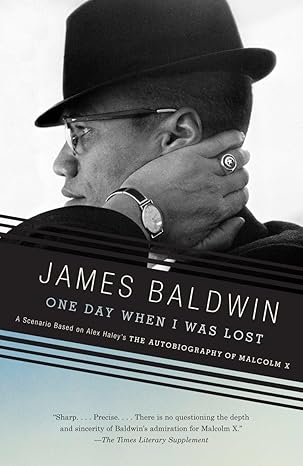 JAMES BALDWIN
ONE DAY WHEN I WAS LOST
A Scenario Based on Alex Haley's THE AUTOBIOGRAPHY OF MALCOLM X
"Sharp. . . . Precise. . . . There is no questioning the depth
and sincerity of Baldwin's admiration for Malcolm X."
—The Times Literary Supplement